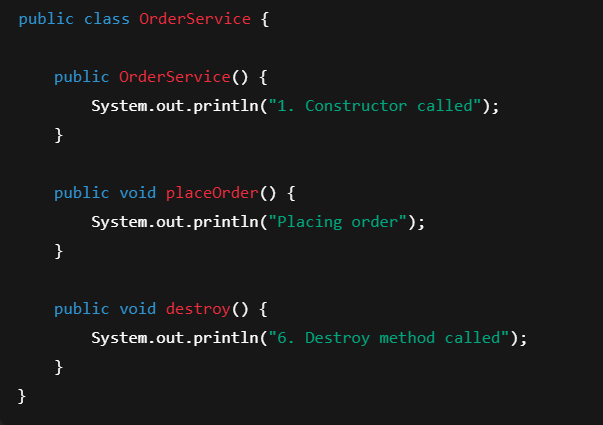 public class OrderService {
public OrderService() {
System.out.println("1. Constructor called");
}
public void placeOrder() {
System.out.println("Placing order");
}
public void destroy() {
System.out.println("6. Destroy method called");
}
}